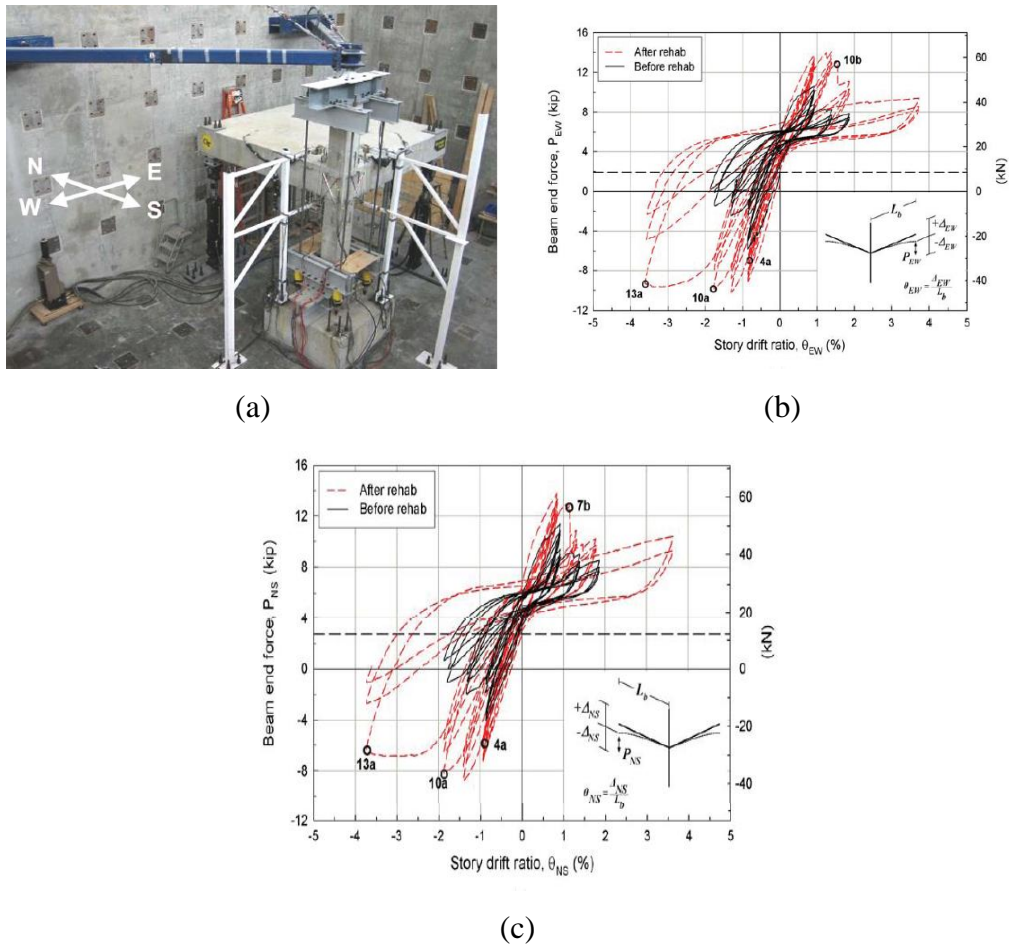 N
E
W
S
(a)
16
12
8
4
0
-4
-8
-12
-5 -4 -3 -2 -1 0 1 2 3 4 5
60
40
20
0
-20
-40
(kN)
Beam end force, P_EW (kip)
Story drift ratio, θ_EW (%)
After rehab
Before rehab
10b
4a
10a
13a
L_b
+Δ_EW
-Δ_EW
P_EW
θ_EW = Δ_EW / L_b
(b)
16
12
8
4
0
-4
-8
-12
-5 -4 -3 -2 -1 0 1 2 3 4 5
60
40
20
0
-20
-40
(kN)
Beam end force, P_NS (kip)
Story drift ratio, θ_NS (%)
After rehab
Before rehab
7b
4a
10a
13a
L_b
+Δ_NS
-Δ_NS
P_NS
θ_NS = Δ_NS / L_b
(c)